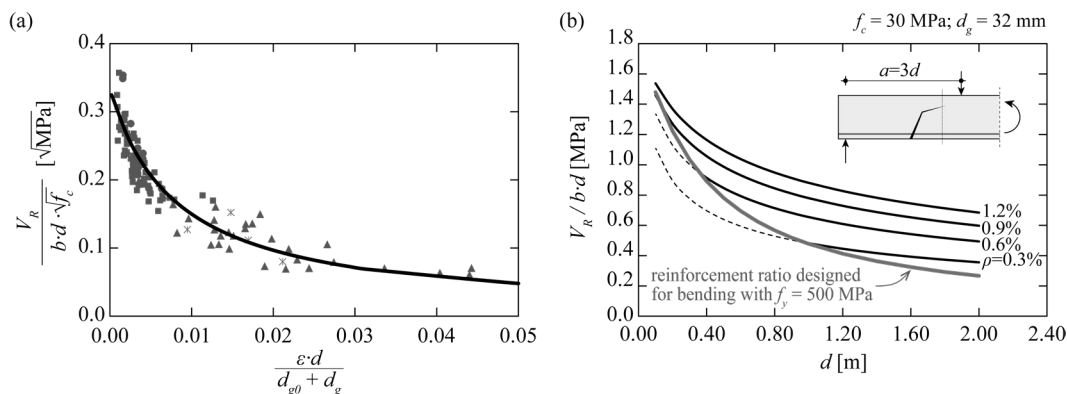 (a)
0.4
0.3
0.2
0.1
0.0
0.00
0.01
0.02
0.03
0.04
0.05
V_R
b·d·√f_c
[√MPa]
ε·d
d_g0 + d_g
(b)
f_c = 30 MPa; d_g = 32 mm
1.8
1.6
1.4
1.2
1.0
0.8
0.6
0.4
0.2
0.0
V_R / b·d [MPa]
a=3d
1.2%
0.9%
0.6%
ρ=0.3%
reinforcement ratio designed
for bending with f_y = 500 MPa
0.00
0.40
0.80
1.20
1.60
2.00
2.40
d [m]